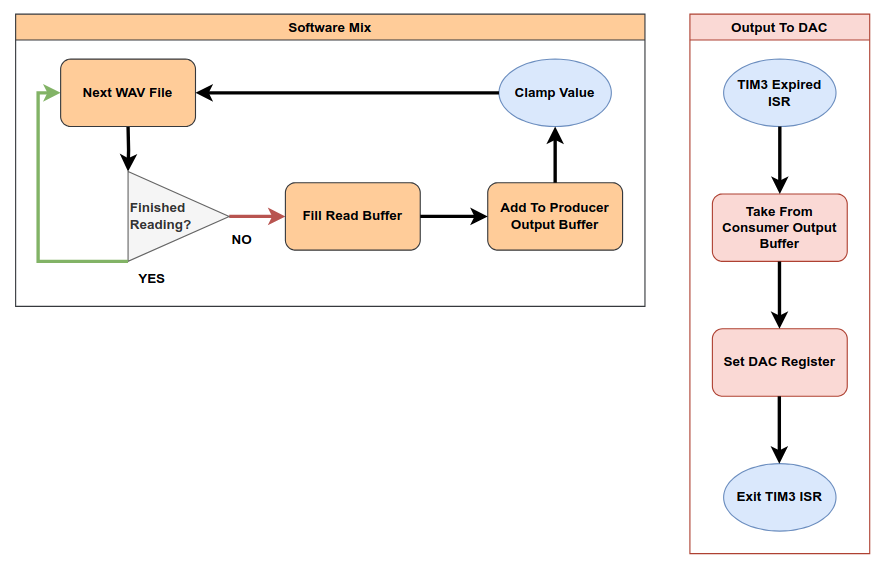 Software Mix
Next WAV File
Clamp Value
Finished
Reading?
NO
YES
Fill Read Buffer
Add To Producer
Output Buffer
Output To DAC
TIM3 Expired
ISR
Take From
Consumer Output
Buffer
Set DAC Register
Exit TIM3 ISR